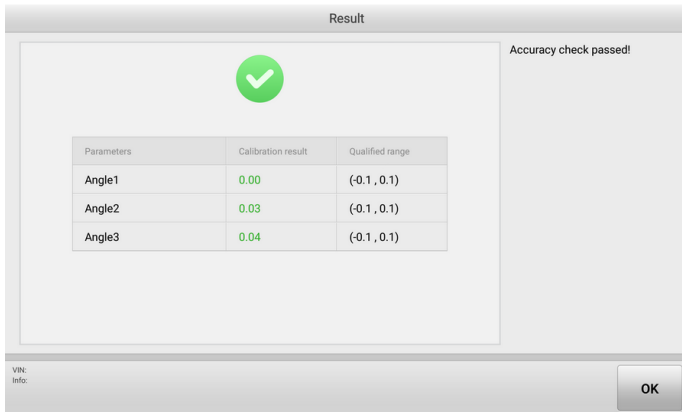 Result
Accuracy check passed!
Parameters Calibration result Qualified range
Angle1 0.00 (-0.1 , 0.1)
Angle2 0.03 (-0.1 , 0.1)
Angle3 0.04 (-0.1 , 0.1)
VIN:
Info:
OK